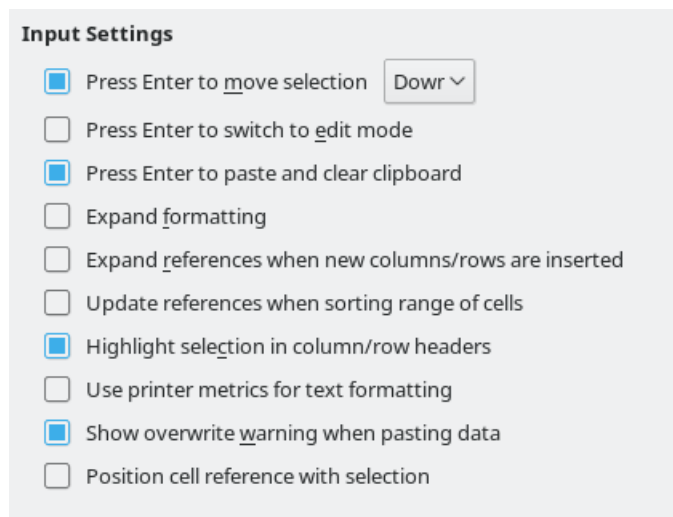 Input Settings
Press Enter to move selection Dowr
Press Enter to switch to edit mode
Press Enter to paste and clear clipboard
Expand formatting
Expand references when new columns/rows are inserted
Update references when sorting range of cells
Highlight selection in column/row headers
Use printer metrics for text formatting
Show overwrite warning when pasting data
Position cell reference with selection